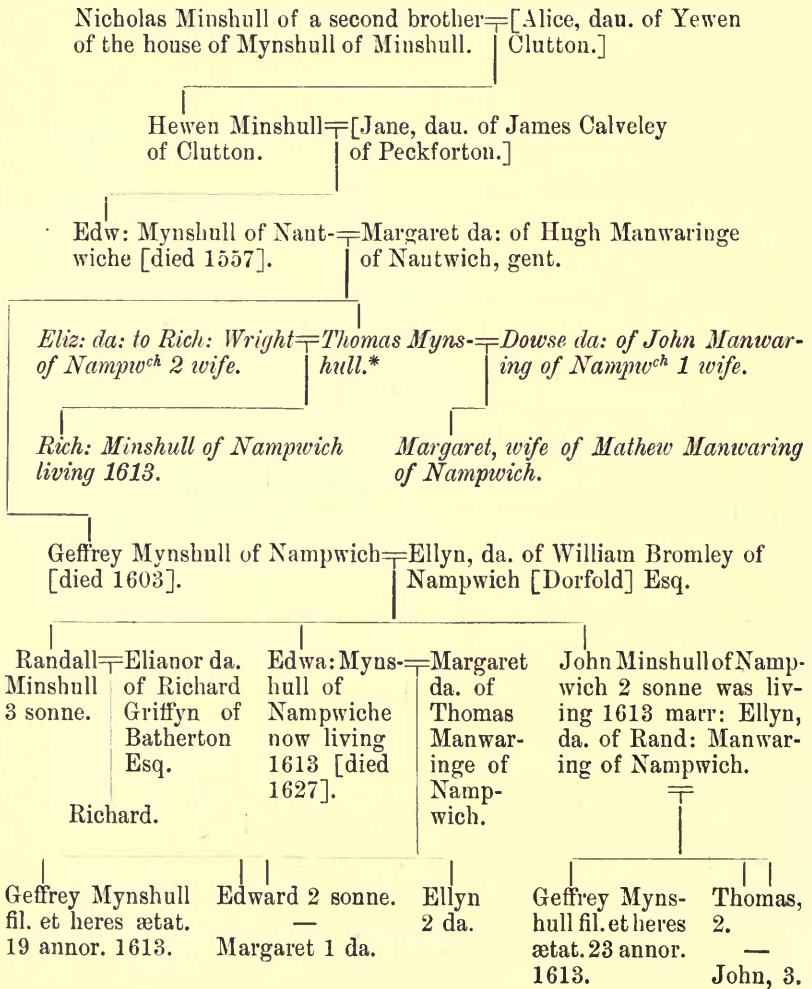 Nicholas Minshull of a second brother=[Alice, dau. of Yewen
of the house of Mynshull of Minshull. Clutton.]
Hewen Minshull=[Jane, dau. of James Calveley
of Clutton. of Peckforton.]
Edw: Mynshull of Nant-=Margaret da: of Hugh Manwaringe
wiche [died 1557]. of Nantwich, gent.
Eliz: da: to Rich: Wright=Thomas Myns-=Dowse da: of John Manwar-
of Nampwch 2 wife. hull.* ing of Nampwch 1 wife.
Rich: Minshull of Nampwich
living 1613.
Margaret, wife of Mathew Manwaring
of Nampwich.
Geffrey Mynshull of Nampwich=Ellyn, da. of William Bromley of
[died 1603]. Nampwich [Dorfold] Esq.
Randall=Elianor da.
Minshull of Richard
3 sonne. Griffyn of
Batherton
Esq.
Richard.
Edwa: Myns-=Margaret
hull of da. of
Nampwiche Thomas
now living Manwar-
1613 [died inge of
1627]. Namp-
wich.
John Minshull of Namp-
wich 2 sonne was liv-
ing 1613 marr: Ellyn,
da. of Rand: Manwar-
ing of Nampwich.
Geffrey Mynshull
fil. et heres ætat.
19 annor. 1613.
Edward 2 sonne.
—
Margaret 1 da.
Ellyn
2 da.
Geffrey Myns-
hull fil. et heres
ætat. 23 annor.
1613.
Thomas,
2.
—
John, 3.